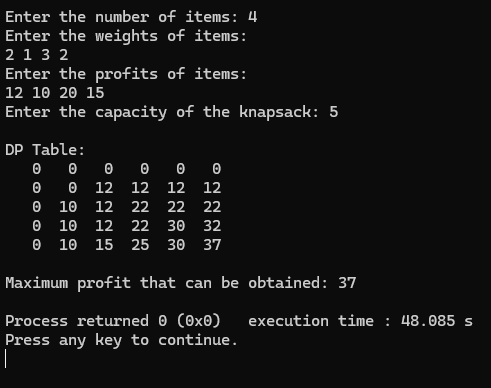 Enter the number of items: 4
Enter the weights of items:
2 1 3 2
Enter the profits of items:
12 10 20 15
Enter the capacity of the knapsack: 5
DP Table:
0 0 0 0 0 0
0 0 12 12 12 12
0 10 12 22 22 22
0 10 12 22 30 32
0 10 15 25 30 37
Maximum profit that can be obtained: 37
Process returned 0 (0x0) execution time : 48.085 s
Press any key to continue.